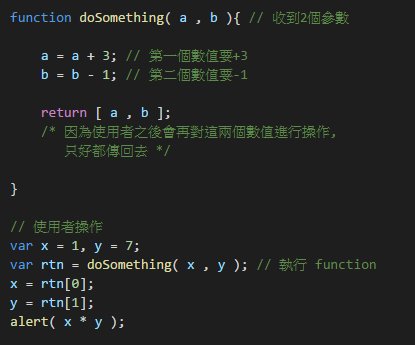 function doSomething( a , b ){ // 收到2個參數
a = a + 3; // 第一個數值要+3
b = b - 1; // 第二個數值要-1
return [ a , b ];
/* 因為使用者之後會再對這兩個數值進行操作,
只好都傳回去 */
}
// 使用者操作
var x = 1, y = 7;
var rtn = doSomething( x , y ); // 執行 function
x = rtn[0];
y = rtn[1];
alert( x * y );